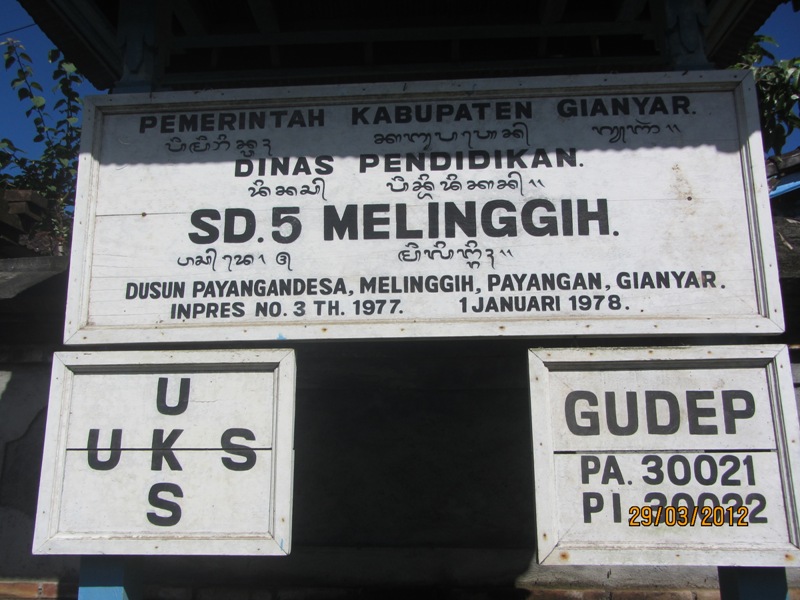 PEMERINTAH KABUPATEN GIANYAR.
DINAS PENDIDIKAN.
SD.5 MELINGGIH.
DUSUN PAYANGANDESA, MELINGGIH, PAYANGAN, GIANYAR.
INPRES NO. 3 TH. 1977. 1 JANUARI 1978.
U
U K S
S
GUDEP
PA. 30021
PI 30022
29/03/2012